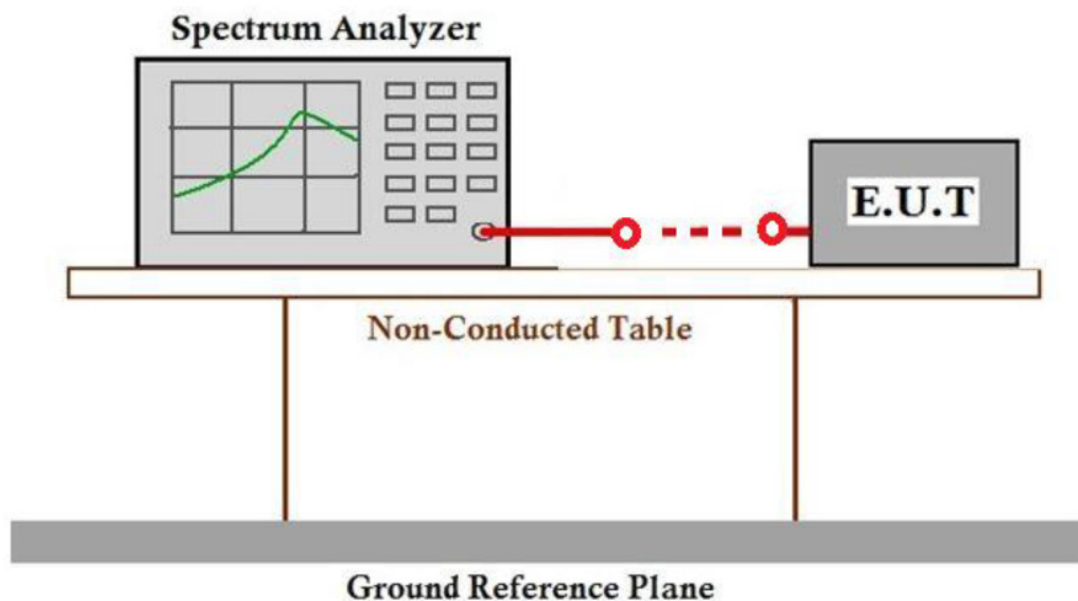 Spectrum Analyzer
E.U.T
Non-Conducted Table
Ground Reference Plane